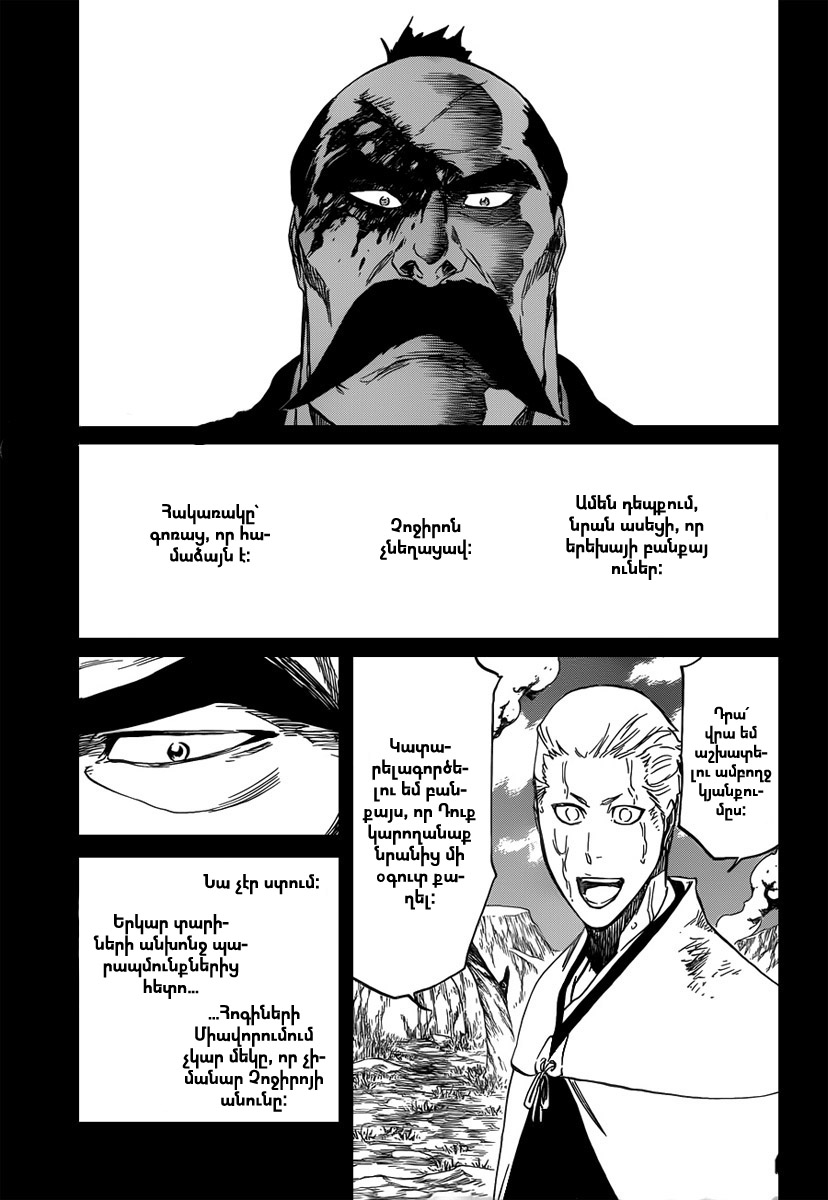 Ամեն դեպքում,
նրան ասեցի, որ
երեխայի բանքայ
ուներ:
Չոջիրոն
չնեղացավ:
Հակառակը՝
գոռաց, որ հա-
մաձայն է:
Դրա՛
վրա եմ
աշխատե-
լու ամբողջ
կյանքու-
մըս:
Կատա-
րելագործե-
լու եմ բան-
քայս, որ Դուք
կարողանաք
նրանից մի
օգուտ քա-
ղել:
Նա չէր ստում:
Երկար տարի-
ների անխոնջ պա-
րապմունքներից
հետո...
...Հոգիների
Միավորումում
չկար մեկը, որ չի-
մանար Չոջիրոյի
անունը: